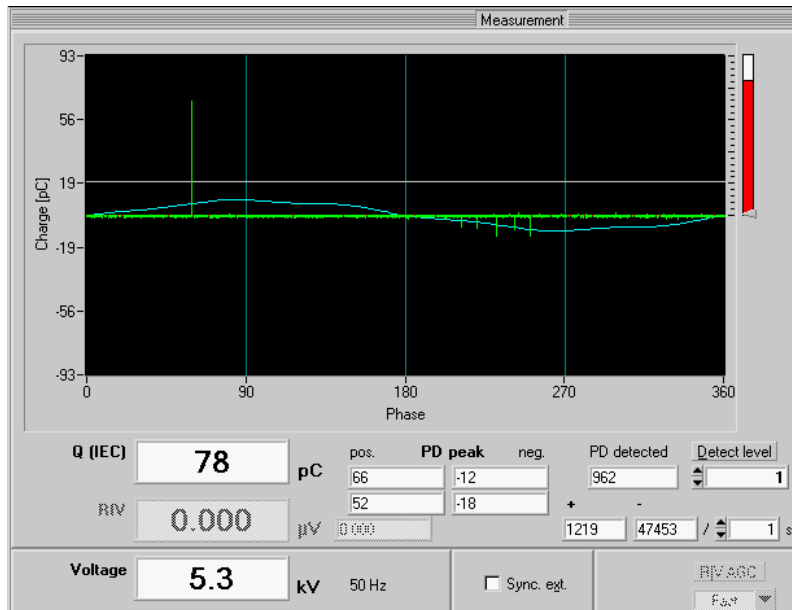 Measurement
93
56
19
-19
-56
-93
Charge [pC]
0 90 180 270 360
Phase
Q (IEC) 78 pC
pos. PD peak neg.
66 -12
52 -18
PD detected Detect level
962 1
RIV 0.000 µV 0.000
+ -
1219 47453 / 1 s
Voltage 5.3 kV 50 Hz
Sync. ext.
RIV AGC
Fast